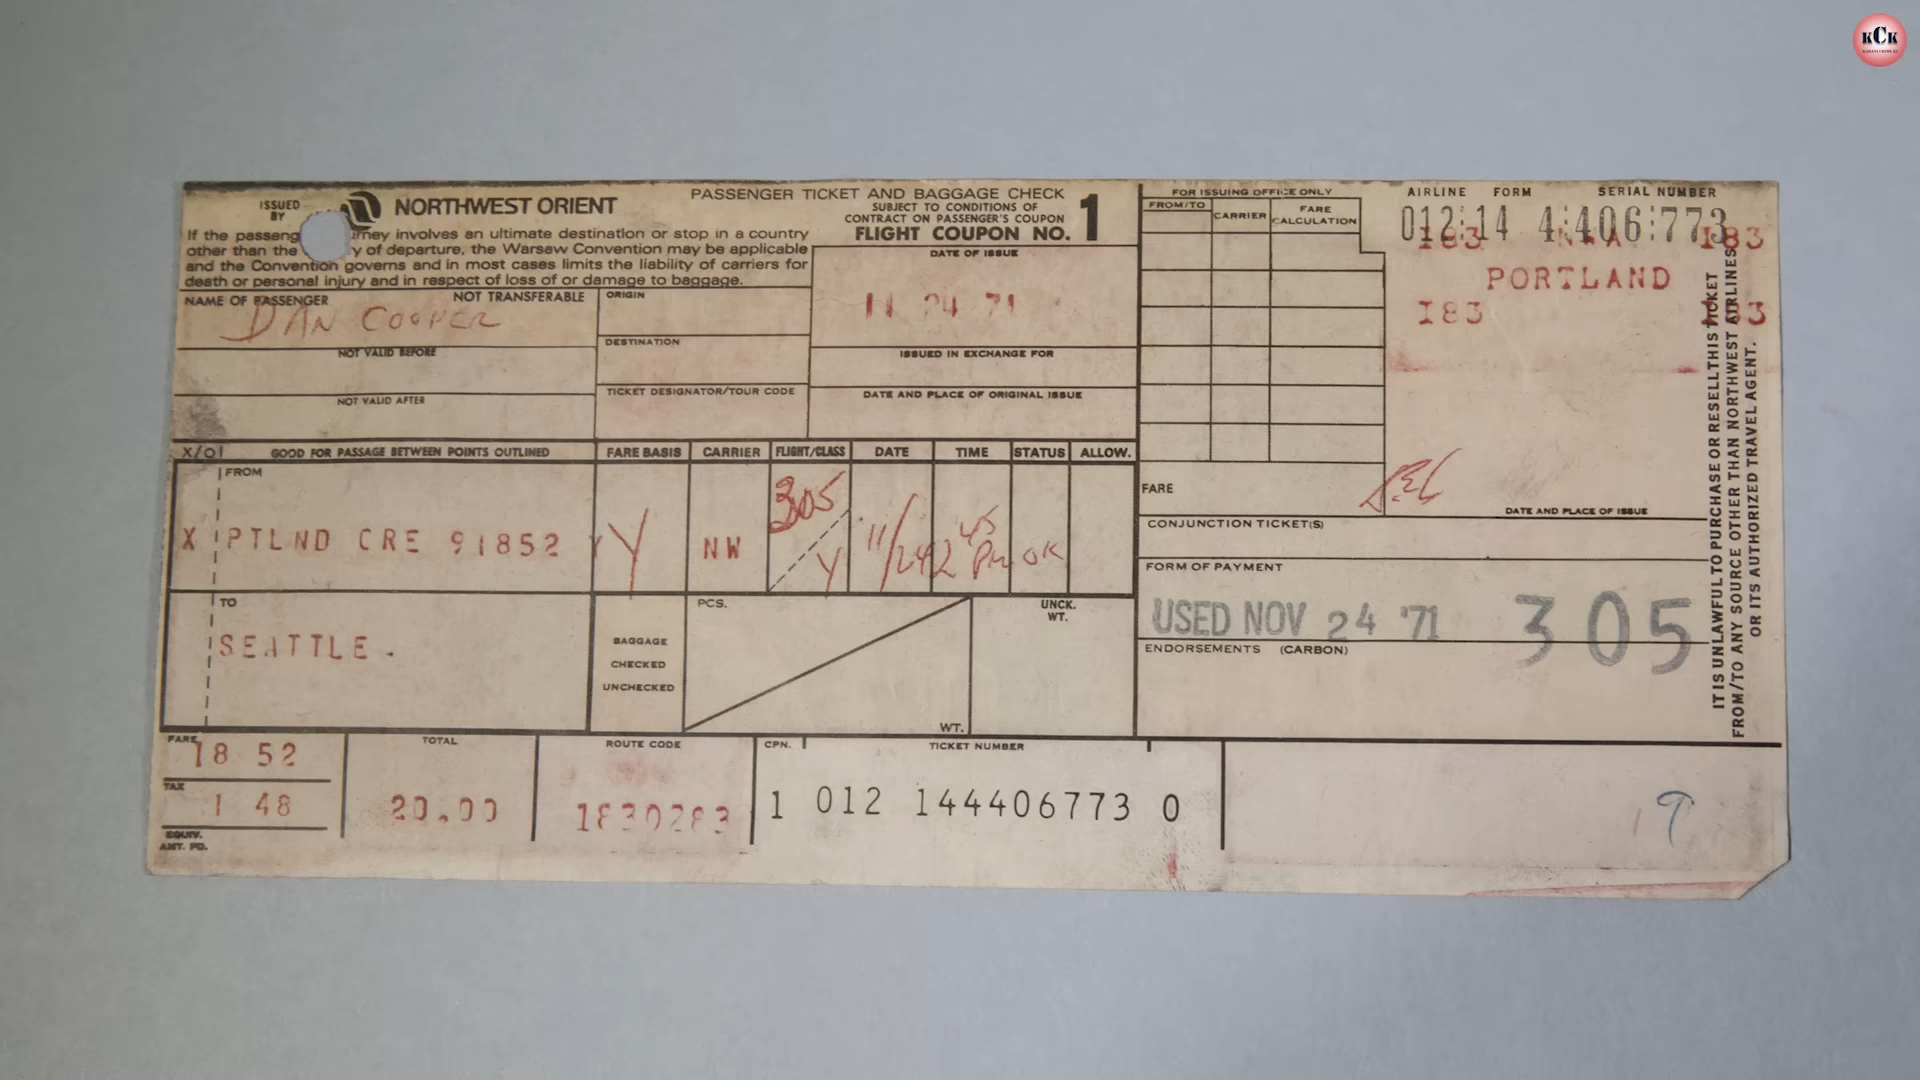 KCK
ISSUED BY
NORTHWEST ORIENT
PASSENGER TICKET AND BAGGAGE CHECK
SUBJECT TO CONDITIONS OF
CONTRACT ON PASSENGER'S COUPON
FLIGHT COUPON NO. 1
If the passeng rney involves an ultimate destination or stop in a country
other than the y of departure, the Warsaw Convention may be applicable
and the Convention governs and in most cases limits the liability of carriers for
death or personal injury and in respect of loss of or damage to baggage.
NAME OF PASSENGER NOT TRANSFERABLE
DAN COOPER
NOT VALID BEFORE
NOT VALID AFTER
ORIGIN
DESTINATION
TICKET DESIGNATOR/TOUR CODE
DATE OF ISSUE
11 24 71
ISSUED IN EXCHANGE FOR
DATE AND PLACE OF ORIGINAL ISSUE
FOR ISSUING OFFICE ONLY
FROM/TO CARRIER FARE CALCULATION
AIRLINE FORM SERIAL NUMBER
012:14 4:406:773
I83 I83
PORTLAND
I83 I83
FARE
DATE AND PLACE OF ISSUE
IT IS UNLAWFUL TO PURCHASE OR RESELL THIS TICKET
FROM/TO ANY SOURCE OTHER THAN NORTHWEST AIRLINES
OR ITS AUTHORIZED TRAVEL AGENT.
X/O GOOD FOR PASSAGE BETWEEN POINTS OUTLINED FARE BASIS CARRIER FLIGHT/CLASS DATE TIME STATUS ALLOW.
FROM
X PTLND CRE 91852 Y Y NW 305 Y 11/24 2 45 PM OK
TO
SEATTLE.
BAGGAGE
CHECKED
UNCHECKED
PCS.
WT.
UNCK.
WT.
CONJUNCTION TICKET(S)
FORM OF PAYMENT
USED NOV 24 '71 305
ENDORSEMENTS (CARBON)
FARE
18 52
TAX
1 48
EQUIV.
AMT. PD.
TOTAL
20.00
ROUTE CODE
1830283
CPN. TICKET NUMBER
1 012 144406773 0